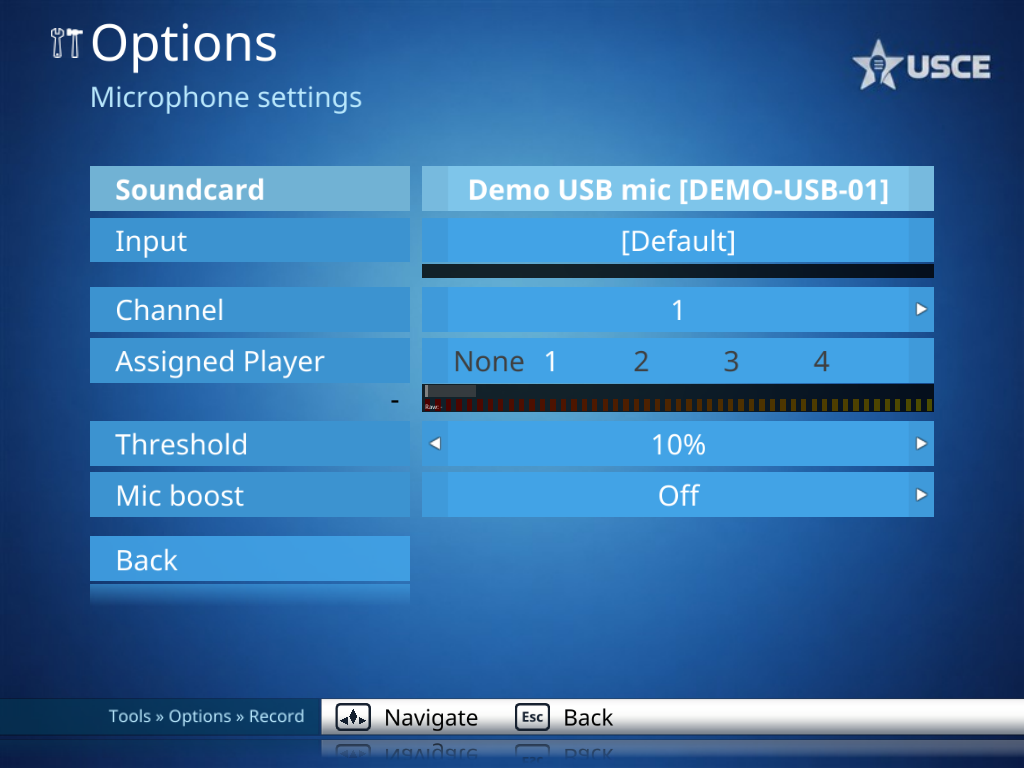 Options
USCE
Microphone settings
Soundcard Demo USB mic [DEMO-USB-01]
Input [Default]
Channel 1
Assigned Player None 1 2 3 4
-
Raw: -
Threshold 10%
Mic boost Off
Back
Tools » Options » Record Navigate Esc Back